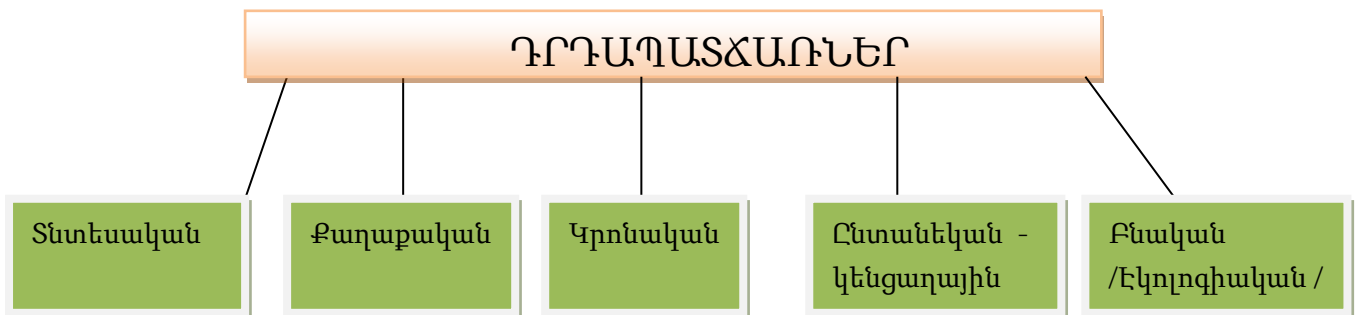 ԴՐԴԱՊԱՏՃԱՌՆԵՐ
Տնտեսական
Քաղաքական
Կրոնական
Ընտանեկան -
կենցաղային
Բնական
/Էկոլոգիական /